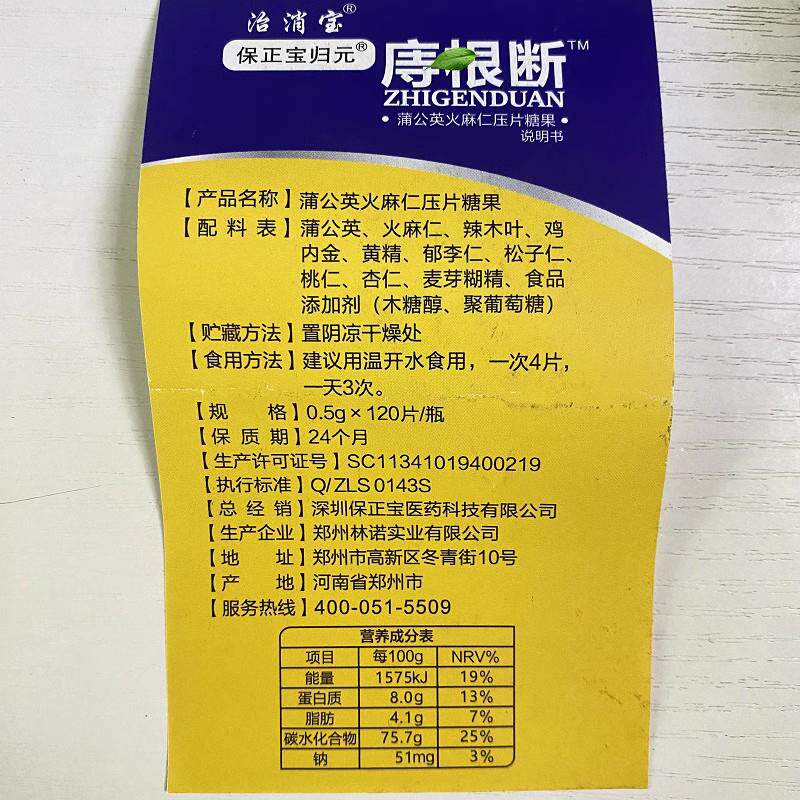 冶消宝®
保正宝归元®
庤根断™
ZHIGENDUAN
•蒲公英火麻仁压片糖果•
说明书
【产品名称】蒲公英火麻仁压片糖果
【配料表】蒲公英、火麻仁、辣木叶、鸡
内金、黄精、郁李仁、松子仁、
桃仁、杏仁、麦芽糊精、食品
添加剂（木糖醇、聚葡萄糖）
【贮藏方法】置阴凉干燥处
【食用方法】建议用温开水食用，一次4片，
一天3次。
【规格】0.5g×120片/瓶
【保质期】24个月
【生产许可证号】SC11341019400219
【执行标准】Q/ZLS 0143S
【总经销】深圳保正宝医药科技有限公司
【生产企业】郑州林诺实业有限公司
【地址】郑州市高新区冬青街10号
【产地】河南省郑州市
【服务热线】400-051-5509
营养成分表
项目 每100g NRV%
能量 1575kJ 19%
蛋白质 8.0g 13%
脂肪 4.1g 7%
碳水化合物 75.7g 25%
钠 51mg 3%